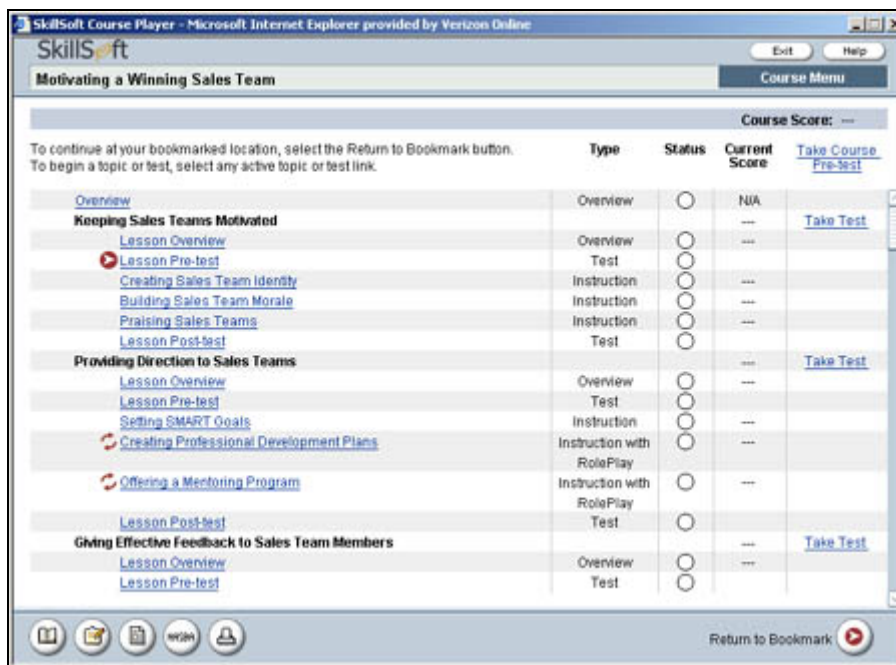 SkillSoft Course Player - Microsoft Internet Explorer provided by Verizon Online
SkillSoft
Exit Help
Motivating a Winning Sales Team Course Menu
Course Score: ---
To continue at your bookmarked location, select the Return to Bookmark button. Type Status Current Score Take Course Pre-test
To begin a topic or test, select any active topic or test link.
Overview Overview N/A
Keeping Sales Teams Motivated --- Take Test
Lesson Overview Overview ---
Lesson Pre-test Test
Creating Sales Team Identity Instruction ---
Building Sales Team Morale Instruction ---
Praising Sales Teams Instruction ---
Lesson Post-test Test
Providing Direction to Sales Teams --- Take Test
Lesson Overview Overview ---
Lesson Pre-test Test
Setting SMART Goals Instruction ---
Creating Professional Development Plans Instruction with RolePlay ---
Offering a Mentoring Program Instruction with RolePlay ---
Lesson Post-test Test
Giving Effective Feedback to Sales Team Members --- Take Test
Lesson Overview Overview ---
Lesson Pre-test Test
NASBA Return to Bookmark